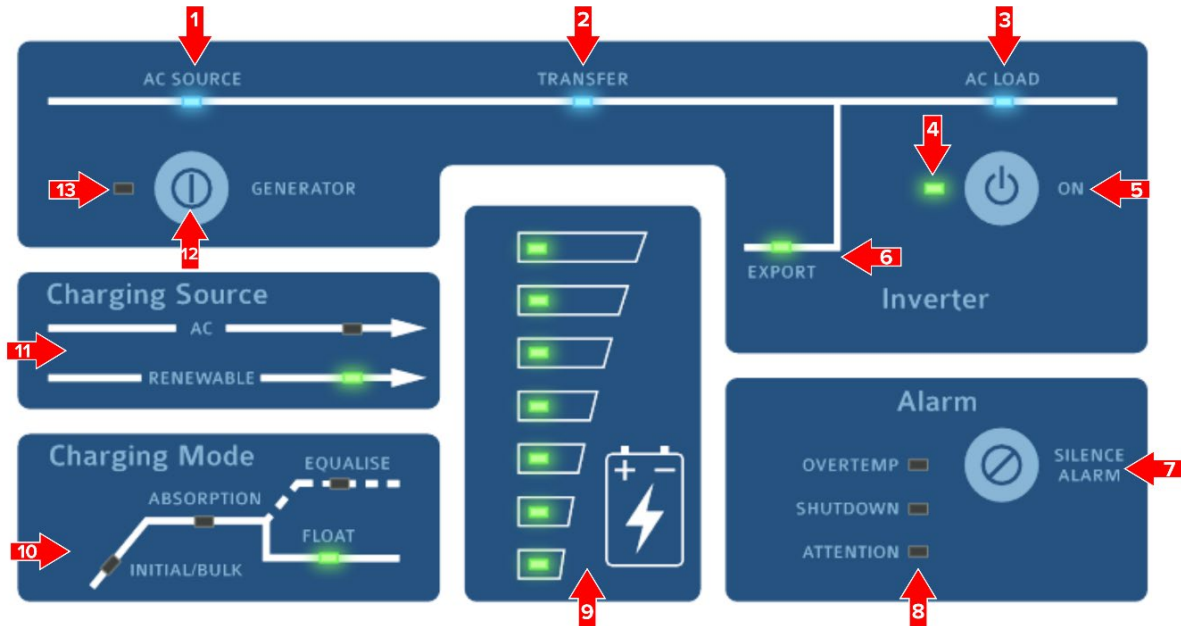 1
2
3
AC SOURCE
TRANSFER
AC LOAD
4
13
GENERATOR
ON
5
12
6
EXPORT
Inverter
Charging Source
11
AC
RENEWABLE
Charging Mode
EQUALISE
ABSORPTION
FLOAT
10
INITIAL/BULK
9
Alarm
OVERTEMP
SILENCE
ALARM
7
SHUTDOWN
ATTENTION
8